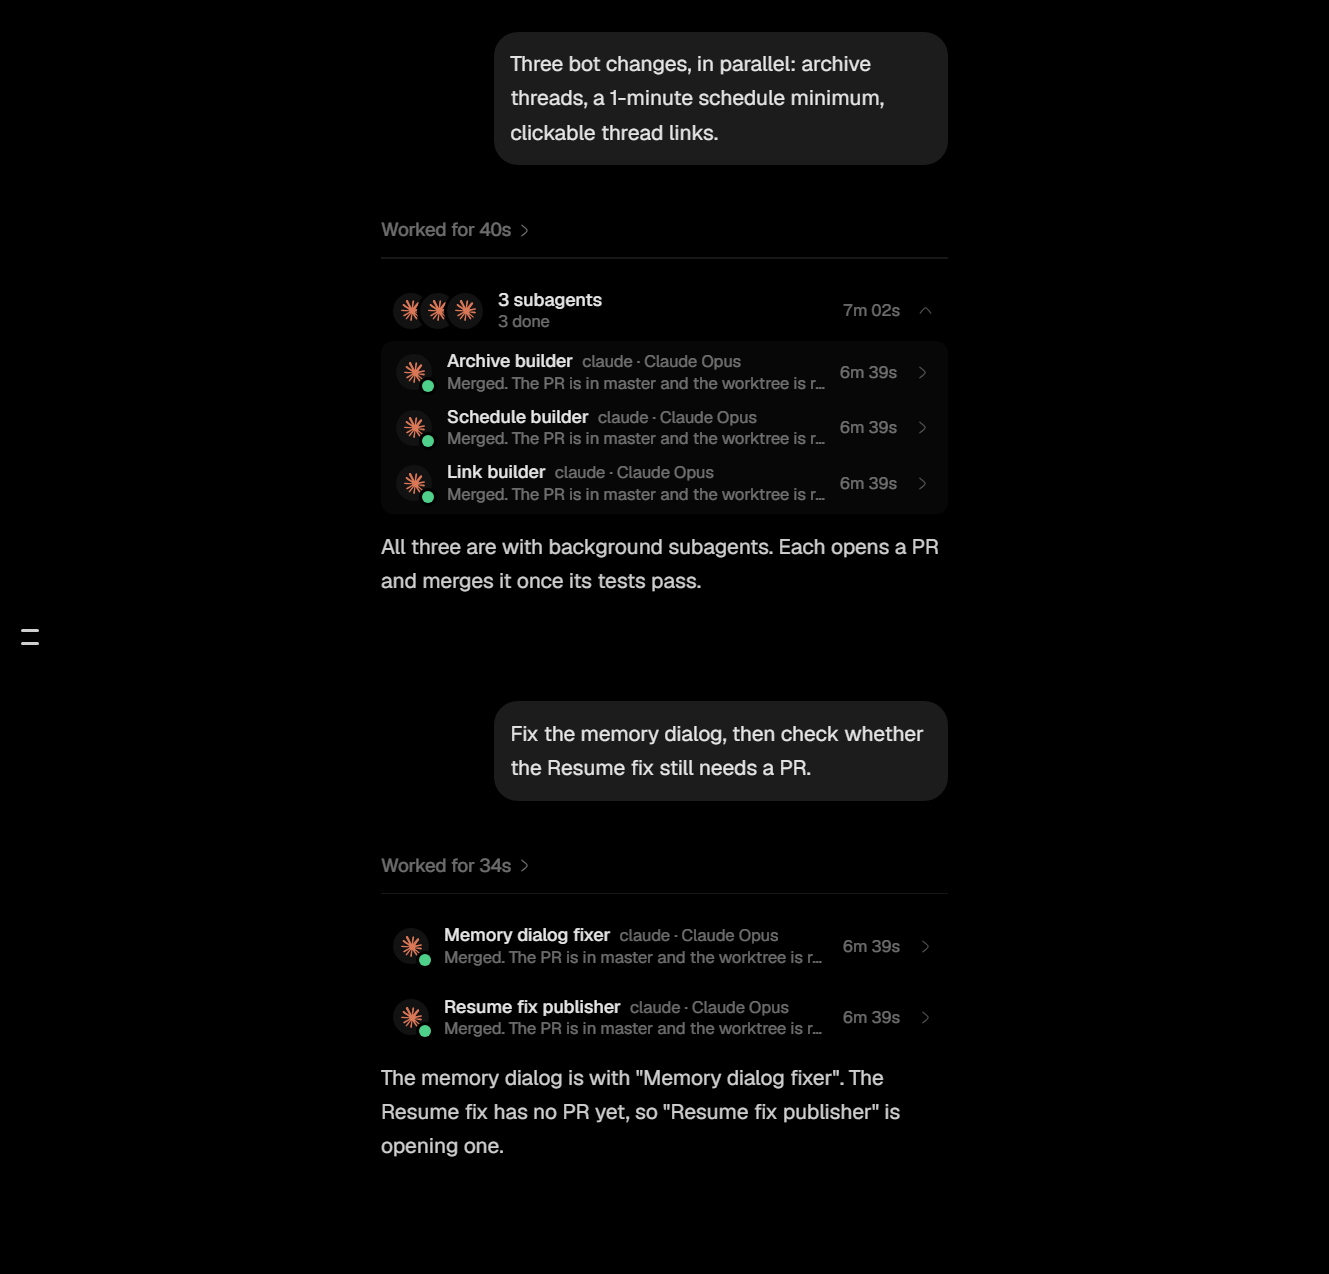 Three bot changes, in parallel: archive
threads, a 1-minute schedule minimum,
clickable thread links.
Worked for 40s
3 subagents
3 done
7m 02s
Archive builder claude · Claude Opus
Merged. The PR is in master and the worktree is r...
6m 39s
Schedule builder claude · Claude Opus
Merged. The PR is in master and the worktree is r...
6m 39s
Link builder claude · Claude Opus
Merged. The PR is in master and the worktree is r...
6m 39s
All three are with background subagents. Each opens a PR
and merges it once its tests pass.
Fix the memory dialog, then check whether
the Resume fix still needs a PR.
Worked for 34s
Memory dialog fixer claude · Claude Opus
Merged. The PR is in master and the worktree is r...
6m 39s
Resume fix publisher claude · Claude Opus
Merged. The PR is in master and the worktree is r...
6m 39s
The memory dialog is with "Memory dialog fixer". The
Resume fix has no PR yet, so "Resume fix publisher" is
opening one.